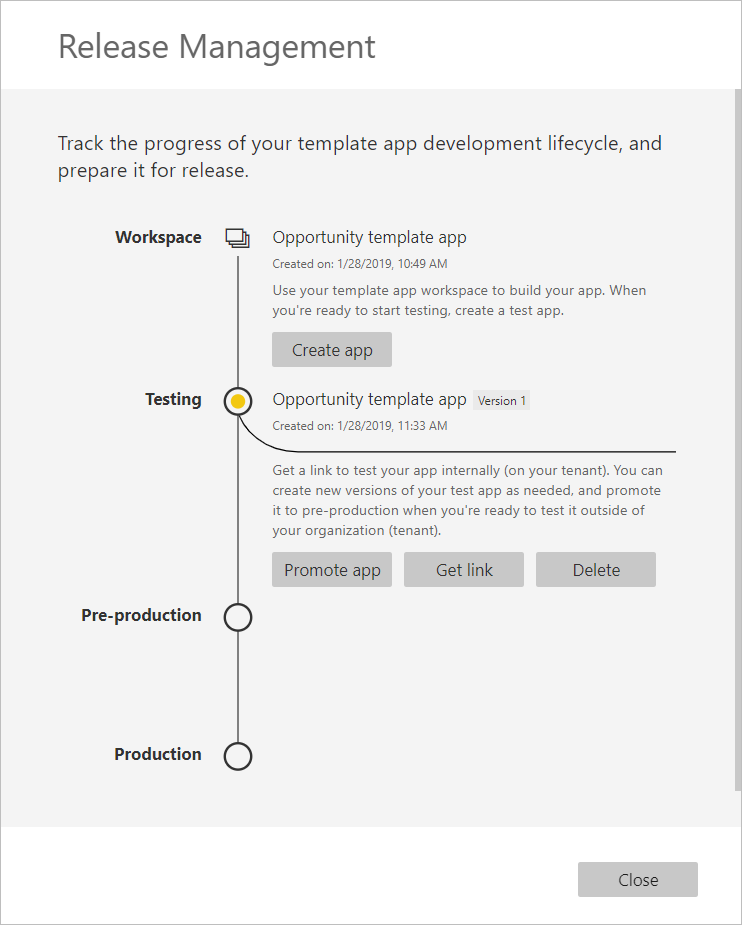 Release Management
Track the progress of your template app development lifecycle, and
prepare it for release.
Workspace
Opportunity template app
Created on: 1/28/2019, 10:49 AM
Use your template app workspace to build your app. When
you're ready to start testing, create a test app.
Create app
Testing
Opportunity template app Version 1
Created on: 1/28/2019, 11:33 AM
Get a link to test your app internally (on your tenant). You can
create new versions of your test app as needed, and promote
it to pre-production when you're ready to test it outside of
your organization (tenant).
Promote app Get link Delete
Pre-production
Production
Close